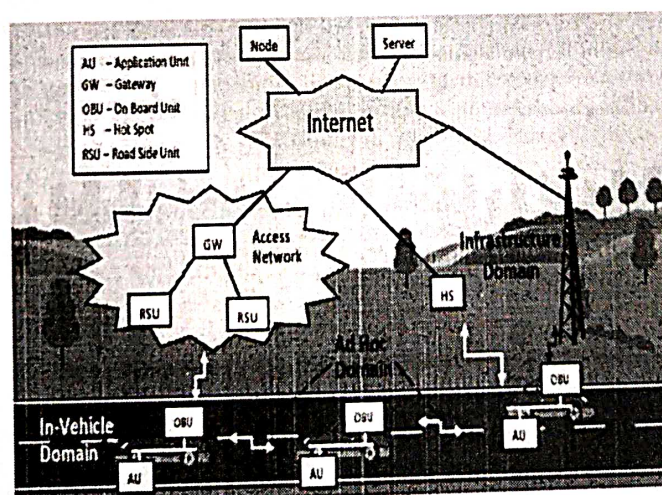 AU – Application Unit
GW – Gateway
OBU – On Board Unit
HS – Hot Spot
RSU – Road Side Unit
Node
Server
Internet
GW
Access
Network
RSU
RSU
Infrastructure
Domain
HS
Ad Hoc
Domain
OBU
In-Vehicle
Domain
OBU
OBU
AU
AU
AU